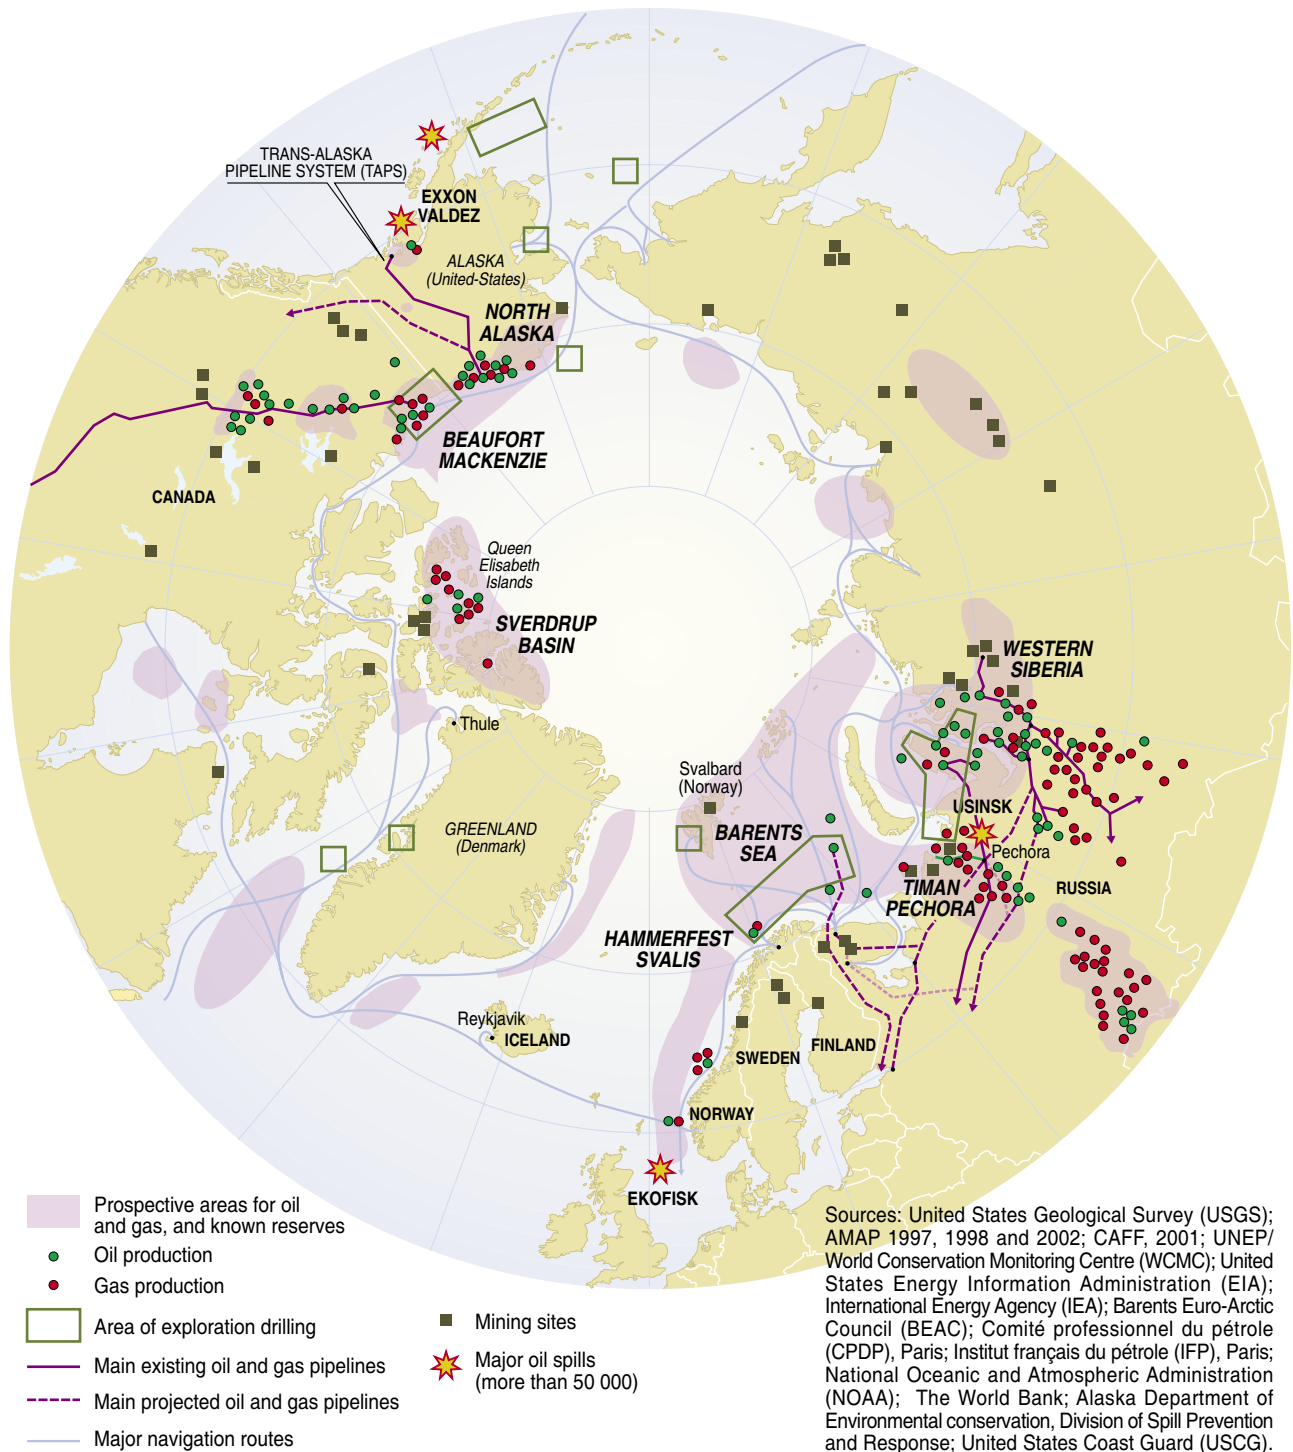 TRANS-ALASKA
PIPELINE SYSTEM (TAPS)
EXXON
VALDEZ
ALASKA
(United-States)
NORTH
ALASKA
BEAUFORT
MACKENZIE
CANADA
Queen
Elisabeth
Islands
SVERDRUP
BASIN
WESTERN
SIBERIA
Thule
Svalbard
(Norway)
GREENLAND
(Denmark)
BARENTS
SEA
USINSK
Pechora
TIMAN
PECHORA
RUSSIA
HAMMERFEST
SVALIS
Reykjavik
ICELAND
SWEDEN
FINLAND
NORWAY
EKOFISK
Prospective areas for oil
and gas, and known reserves
Oil production
Gas production
Area of exploration drilling
Main existing oil and gas pipelines
Main projected oil and gas pipelines
Major navigation routes
Mining sites
Major oil spills
(more than 50 000)
Sources: United States Geological Survey (USGS);
AMAP 1997, 1998 and 2002; CAFF, 2001; UNEP/
World Conservation Monitoring Centre (WCMC); United
States Energy Information Administration (EIA);
International Energy Agency (IEA); Barents Euro-Arctic
Council (BEAC); Comité professionnel du pétrole
(CPDP), Paris; Institut français du pétrole (IFP), Paris;
National Oceanic and Atmospheric Administration
(NOAA); The World Bank; Alaska Department of
Environmental conservation, Division of Spill Prevention
and Response; United States Coast Guard (USCG).